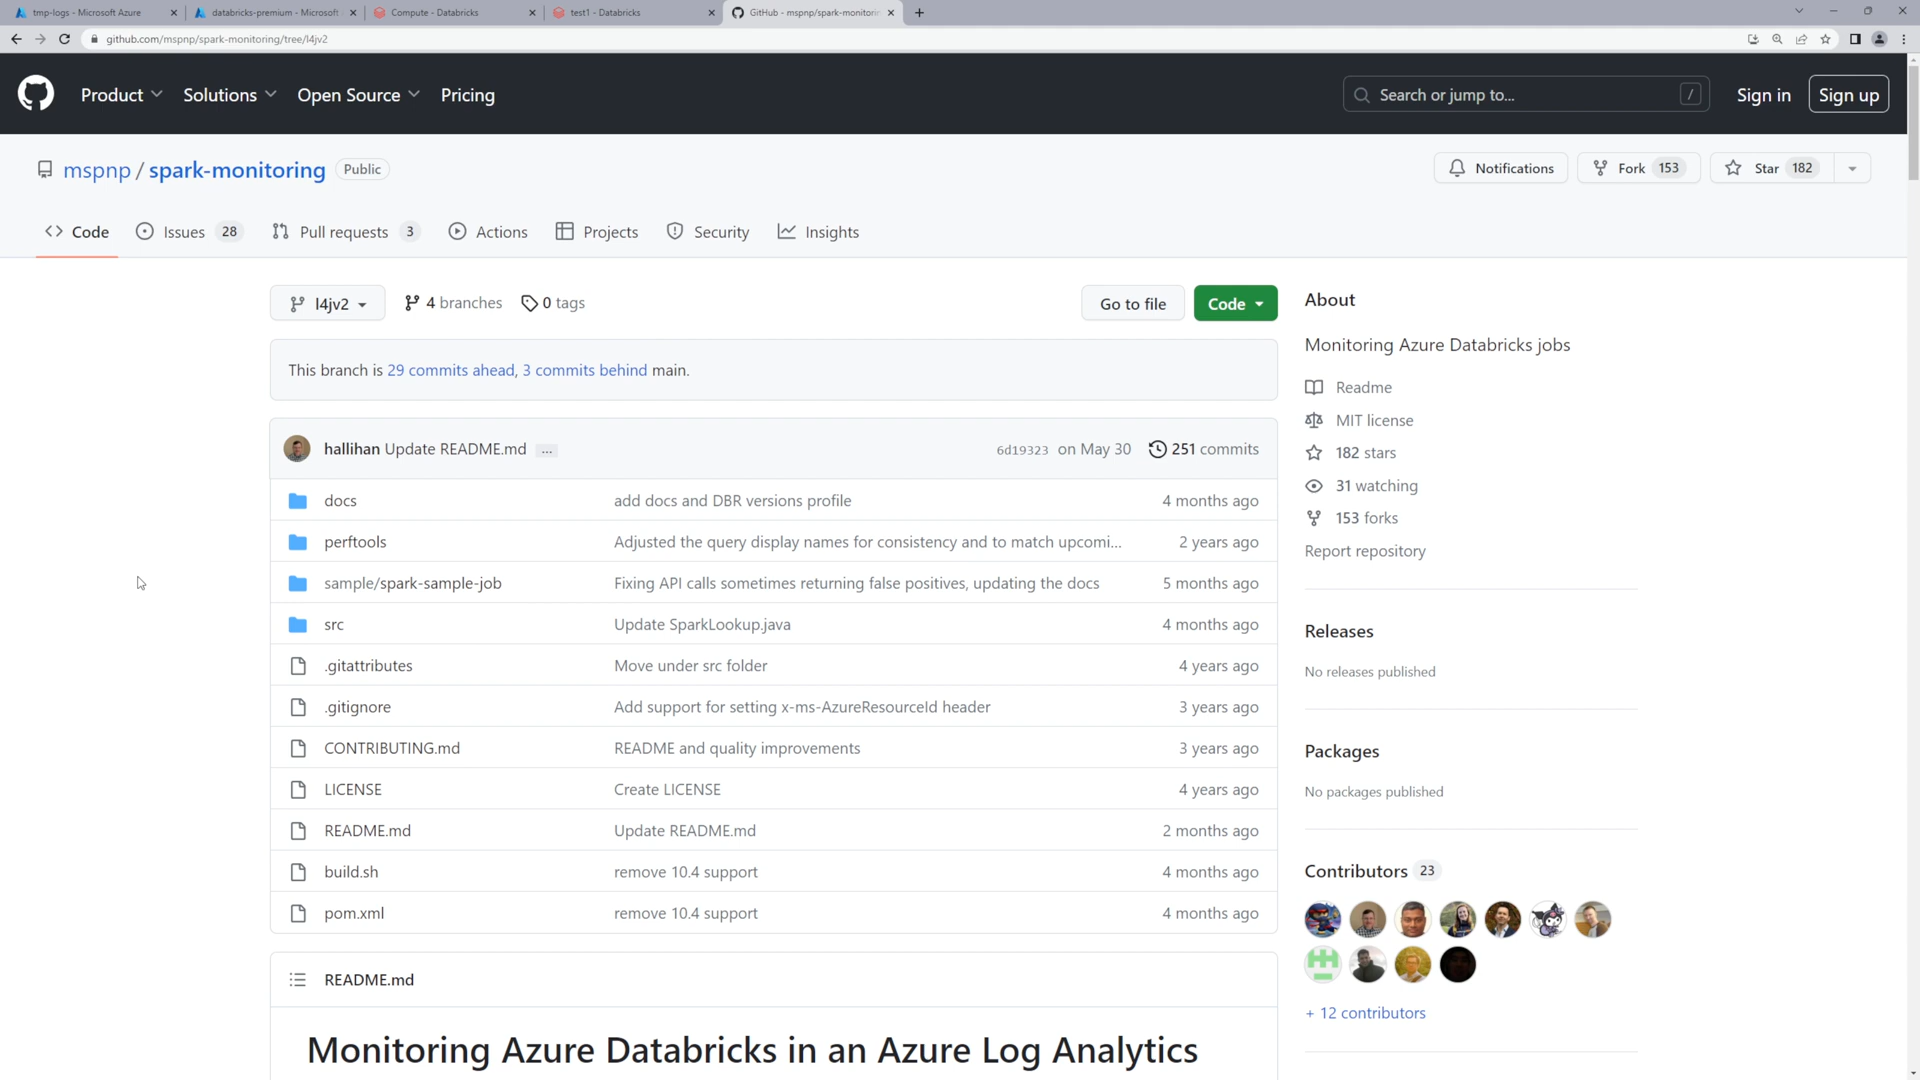 tmp-logs - Microsoft Azure
databricks-premium - Microsoft
Compute - Databricks
test1 - Databricks
GitHub - mspnp/spark-monitorin
github.com/mspnp/spark-monitoring/tree/l4jv2
Product
Solutions
Open Source
Pricing
Search or jump to...
/
Sign in
Sign up
mspnp / spark-monitoring
Public
Notifications
Fork 153
Star 182
Code
Issues 28
Pull requests 3
Actions
Projects
Security
Insights
l4jv2
4 branches
0 tags
Go to file
Code
This branch is 29 commits ahead, 3 commits behind main.
hallihan Update README.md ...
6d19323 on May 30
251 commits
docs
add docs and DBR versions profile
4 months ago
perftools
Adjusted the query display names for consistency and to match upcomi...
2 years ago
sample/spark-sample-job
Fixing API calls sometimes returning false positives, updating the docs
5 months ago
src
Update SparkLookup.java
4 months ago
.gitattributes
Move under src folder
4 years ago
.gitignore
Add support for setting x-ms-AzureResourceId header
3 years ago
CONTRIBUTING.md
README and quality improvements
3 years ago
LICENSE
Create LICENSE
4 years ago
README.md
Update README.md
2 months ago
build.sh
remove 10.4 support
4 months ago
pom.xml
remove 10.4 support
4 months ago
README.md
Monitoring Azure Databricks in an Azure Log Analytics
About
Monitoring Azure Databricks jobs
Readme
MIT license
182 stars
31 watching
153 forks
Report repository
Releases
No releases published
Packages
No packages published
Contributors 23
+ 12 contributors